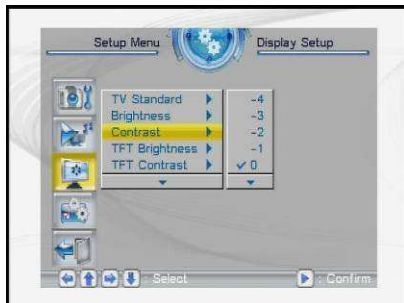 Setup Menu Display Setup
TV Standard -4
Brightness -3
Contrast -2
TFT Brightness -1
TFT Contrast ✓ 0
: Select : Confirm